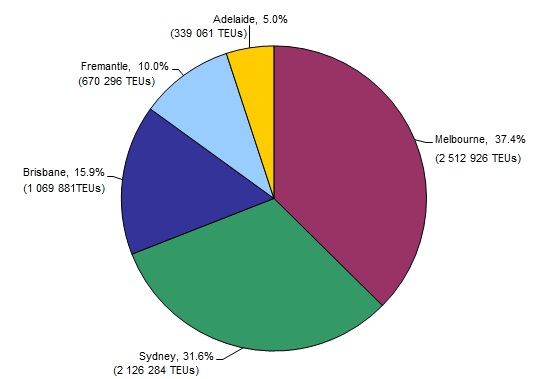 Adelaide, 5.0%
(339 061 TEUs)
Fremantle, 10.0%
(670 296 TEUs)
Melbourne, 37.4%
(2 512 926 TEUs)
Brisbane, 15.9%
(1 069 881TEUs)
Sydney, 31.6%
(2 126 284 TEUs)